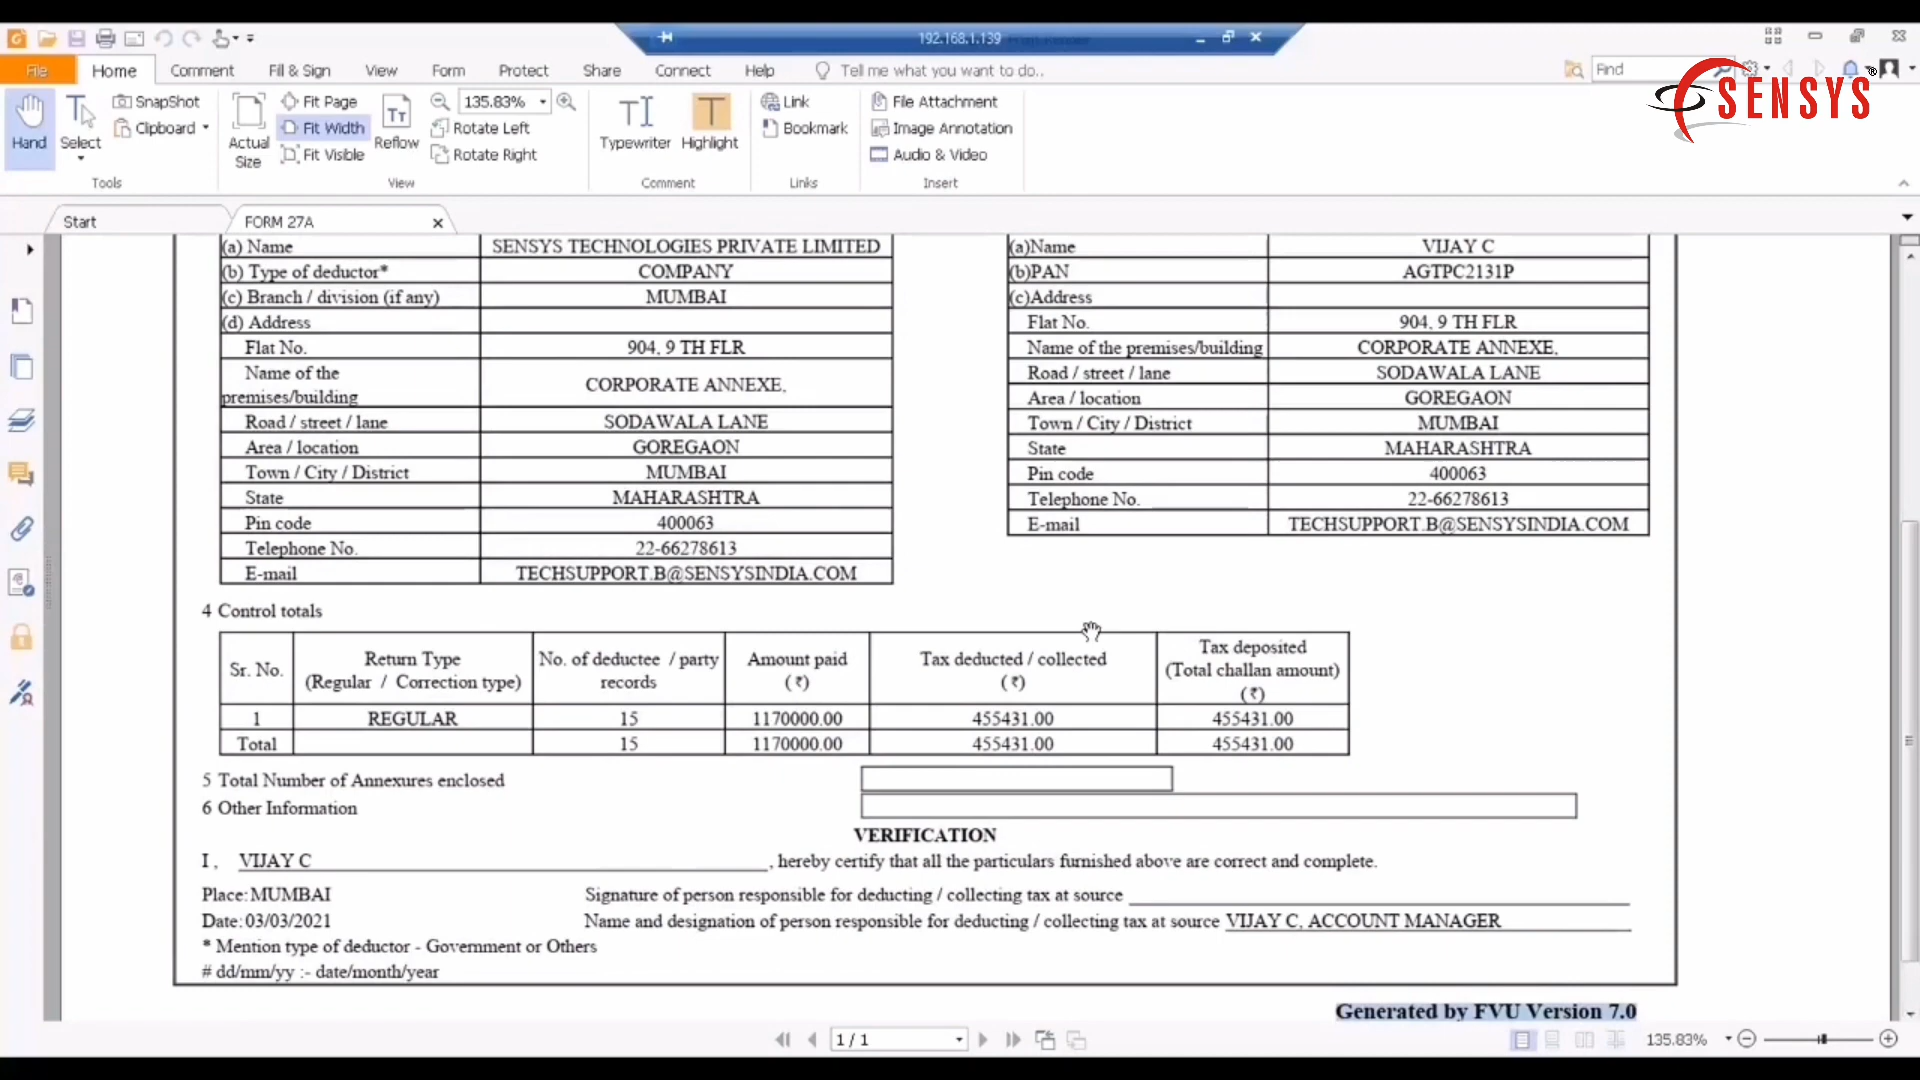 192.168.1.139
File Home Comment Fill & Sign View Form Protect Share Connect Help Tell me what you want to do..
Find
SENSYS
Hand
Select
SnapShot
Clipboard
Tools
Actual Size
Fit Page
Fit Width
Fit Visible
Reflow
135.83%
Rotate Left
Rotate Right
View
Typewriter
Highlight
Comment
Link
Bookmark
Links
File Attachment
Image Annotation
Audio & Video
Insert
Start
FORM 27A
(a) Name SENSYS TECHNOLOGIES PRIVATE LIMITED
(b) Type of deductor* COMPANY
(c) Branch / division (if any) MUMBAI
(d) Address
Flat No. 904, 9 TH FLR
Name of the
premises/building CORPORATE ANNEXE,
Road / street / lane SODAWALA LANE
Area / location GOREGAON
Town / City / District MUMBAI
State MAHARASHTRA
Pin code 400063
Telephone No. 22-66278613
E-mail TECHSUPPORT.B@SENSYSINDIA.COM
(a)Name VIJAY C
(b)PAN AGTPC2131P
(c)Address
Flat No. 904, 9 TH FLR
Name of the premises/building CORPORATE ANNEXE,
Road / street / lane SODAWALA LANE
Area / location GOREGAON
Town / City / District MUMBAI
State MAHARASHTRA
Pin code 400063
Telephone No. 22-66278613
E-mail TECHSUPPORT.B@SENSYSINDIA.COM
4 Control totals
Sr. No.
Return Type
(Regular / Correction type)
No. of deductee / party
records
Amount paid
(₹)
Tax deducted / collected
(₹)
Tax deposited
(Total challan amount)
(₹)
1 REGULAR 15 1170000.00 455431.00 455431.00
Total 15 1170000.00 455431.00 455431.00
5 Total Number of Annexures enclosed
6 Other Information
VERIFICATION
I , VIJAY C , hereby certify that all the particulars furnished above are correct and complete.
Place:MUMBAI Signature of person responsible for deducting / collecting tax at source
Date:03/03/2021 Name and designation of person responsible for deducting / collecting tax at source VIJAY C, ACCOUNT MANAGER
* Mention type of deductor - Government or Others
# dd/mm/yy :- date/month/year
Generated by FVU Version 7.0
1 / 1
135.83%